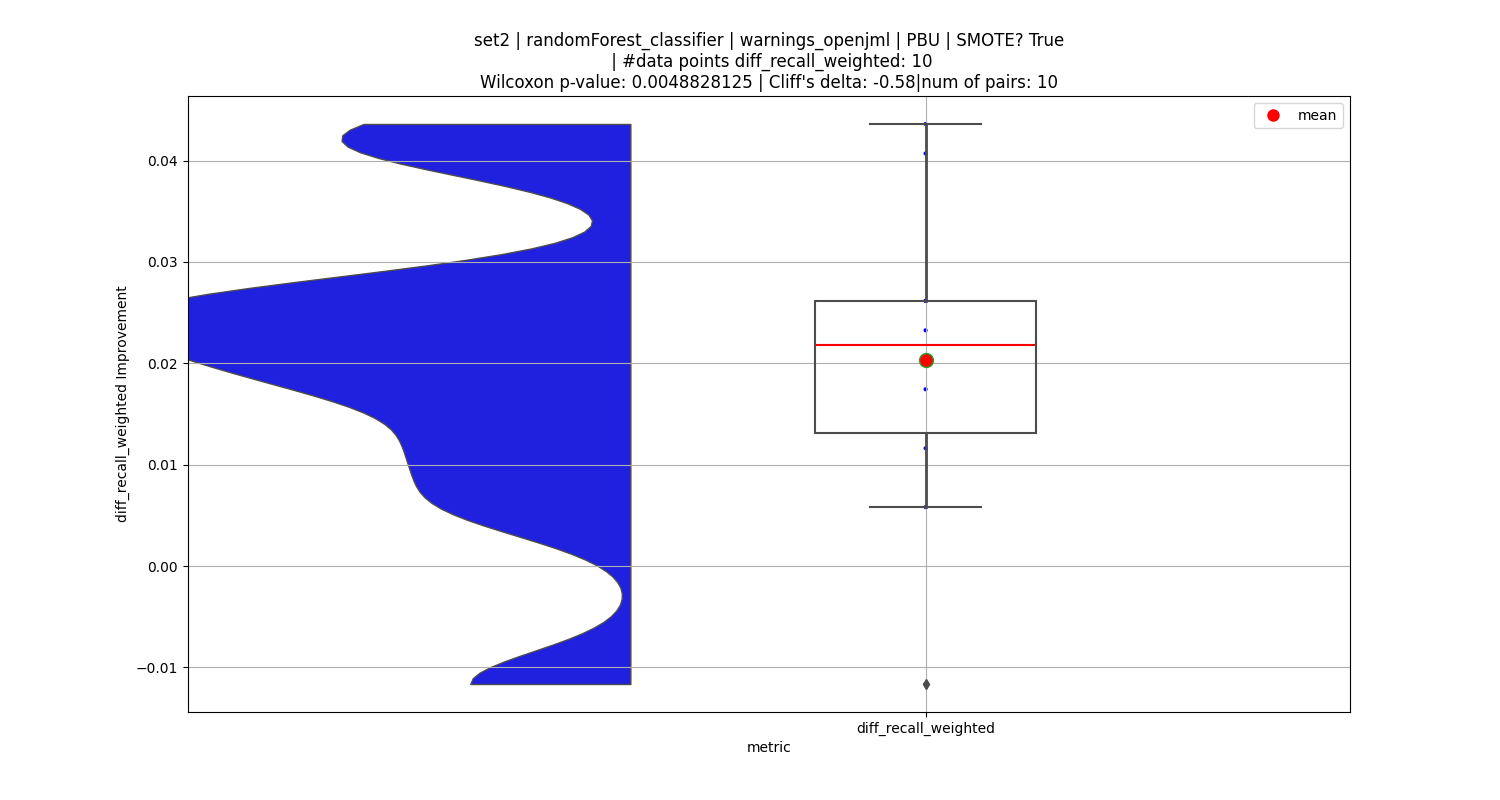 set2 | randomForest_classifier | warnings_openjml | PBU | SMOTE? True
| #data points diff_recall_weighted: 10
Wilcoxon p-value: 0.0048828125 | Cliff's delta: -0.58|num of pairs: 10
mean
0.04
0.03
0.02
0.01
0.00
−0.01
diff_recall_weighted Improvement
diff_recall_weighted
metric